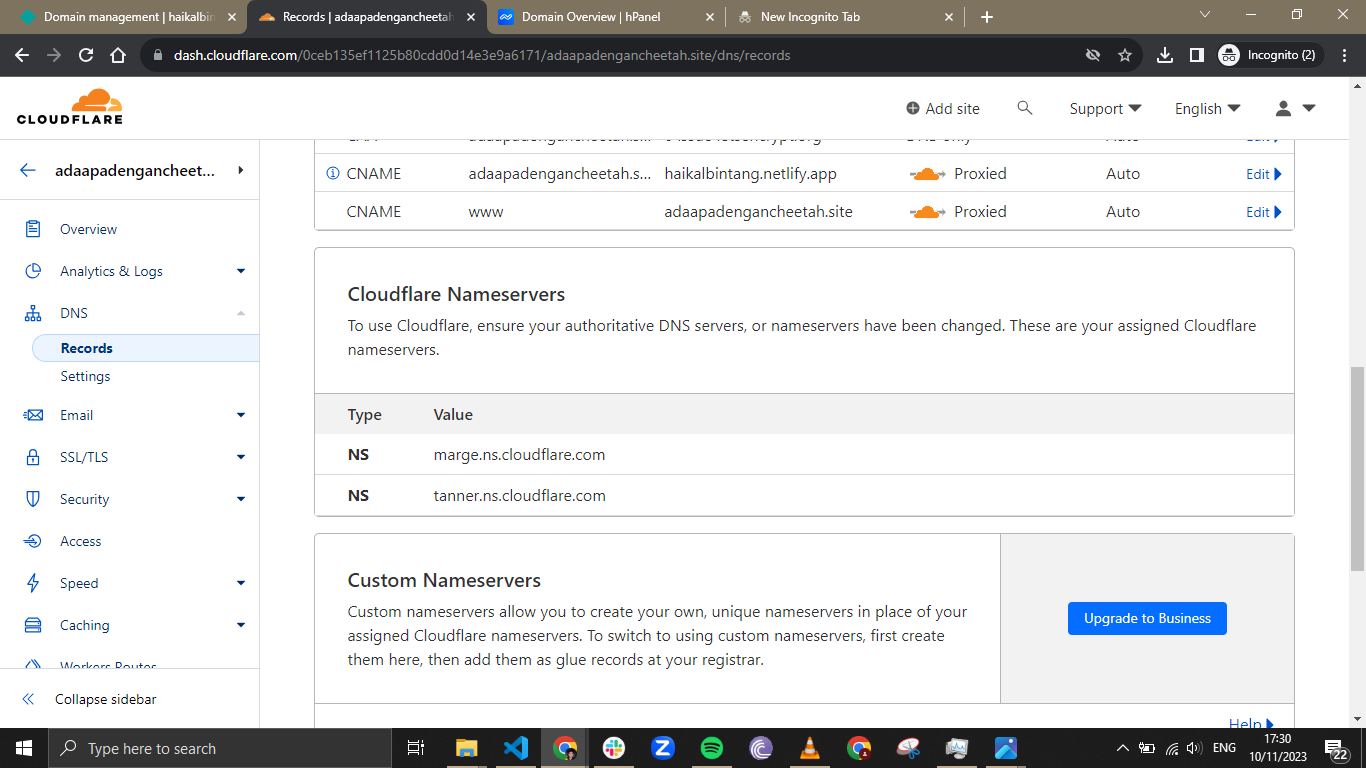 Domain management | haikalbin
Records | adaapadengancheetah
Domain Overview | hPanel
New Incognito Tab
dash.cloudflare.com/0ceb135ef1125b80cdd0d14e3e9a6171/adaapadengancheetah.site/dns/records
Incognito (2)
CLOUDFLARE
Add site
Support
English
adaapadengancheet...
Overview
Analytics & Logs
DNS
Records
Settings
Email
SSL/TLS
Security
Access
Speed
Caching
Workers Routes
Collapse sidebar
CNAME adaapadengancheetah.s... haikalbintang.netlify.app Proxied Auto Edit
CNAME www adaapadengancheetah.site Proxied Auto Edit
Cloudflare Nameservers
To use Cloudflare, ensure your authoritative DNS servers, or nameservers have been changed. These are your assigned Cloudflare
nameservers.
Type Value
NS marge.ns.cloudflare.com
NS tanner.ns.cloudflare.com
Custom Nameservers
Custom nameservers allow you to create your own, unique nameservers in place of your
assigned Cloudflare nameservers. To switch to using custom nameservers, first create
them here, then add them as glue records at your registrar.
Upgrade to Business
Help
Type here to search
ENG
17:30
10/11/2023
22